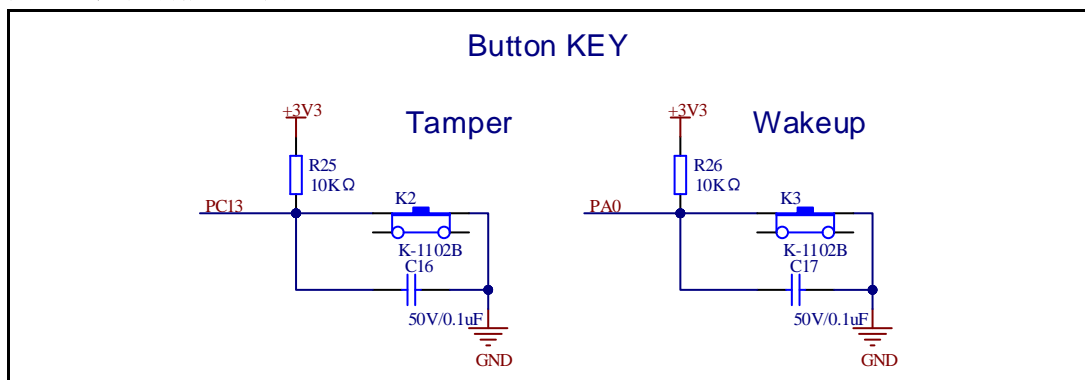 Button KEY
+3V3
Tamper
R25
10KΩ
PC13
K2
K-1102B
C16
50V/0.1uF
GND
+3V3
Wakeup
R26
10KΩ
PA0
K3
K-1102B
C17
50V/0.1uF
GND